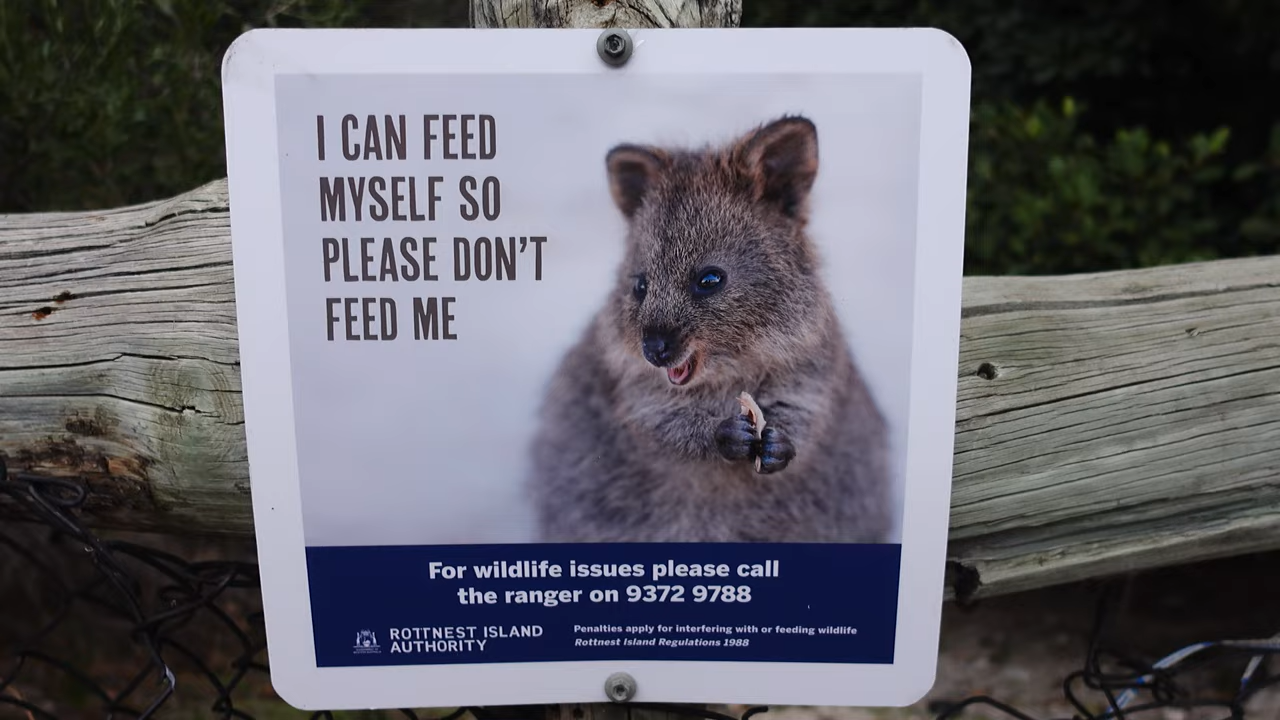 I CAN FEED
MYSELF SO
PLEASE DON'T
FEED ME
For wildlife issues please call
the ranger on 9372 9788
ROTTNEST ISLAND
AUTHORITY
Penalties apply for interfering with or feeding wildlife
Rottnest Island Regulations 1988